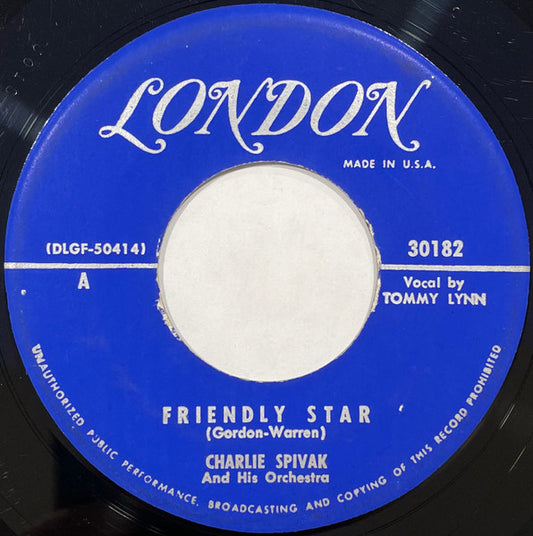 LONDON
MADE IN U.S.A.
(DLGF-50414)
30182
A
Vocal by
TOMMY LYNN
FRIENDLY STAR
(Gordon-Warren)
CHARLIE SPIVAK
And His Orchestra
UNAUTHORIZED PUBLIC PERFORMANCE, BROADCASTING AND COPYING OF THIS RECORD PROHIBITED